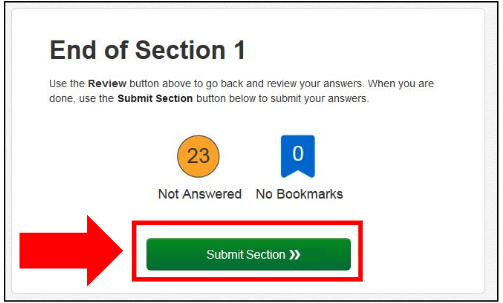 End of Section 1
Use the Review button above to go back and review your answers. When you are
done, use the Submit Section button below to submit your answers.
23
0
Not Answered
No Bookmarks
Submit Section »